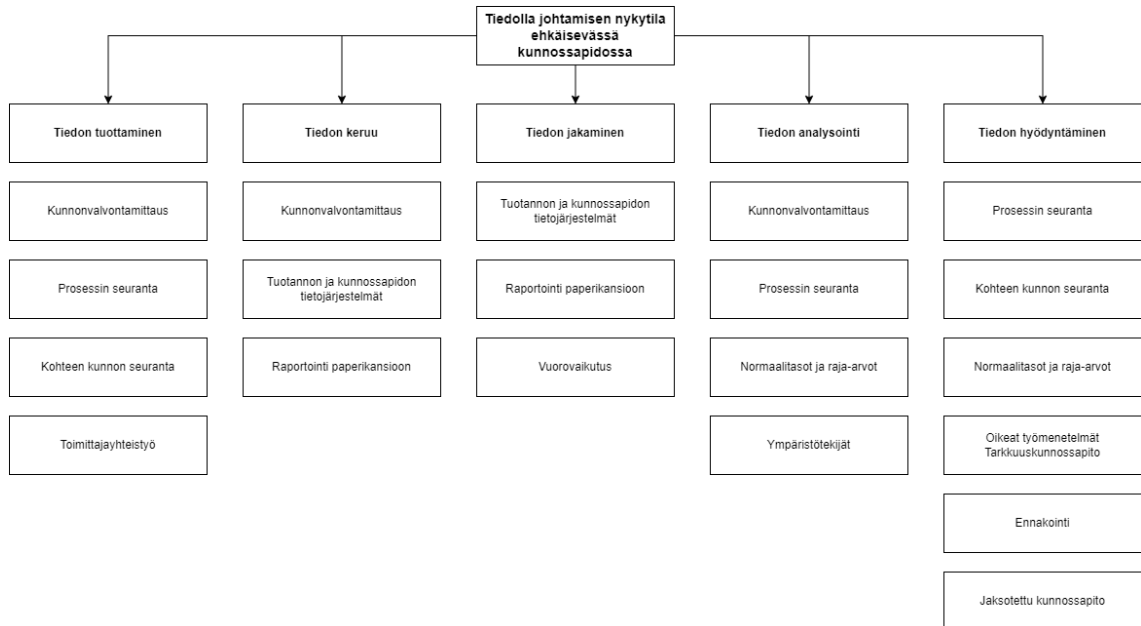 Tiedolla johtamisen nykytila
ehkäisevässä
kunnossapidossa
Tiedon tuottaminen
Kunnonvalvontamittaus
Prosessin seuranta
Kohteen kunnon seuranta
Toimittajayhteistyö
Tiedon keruu
Kunnonvalvontamittaus
Tuotannon ja kunnossapidon
tietojärjestelmät
Raportointi paperikansioon
Tiedon jakaminen
Tuotannon ja kunnossapidon
tietojärjestelmät
Raportointi paperikansioon
Vuorovaikutus
Tiedon analysointi
Kunnonvalvontamittaus
Prosessin seuranta
Normaalitasot ja raja-arvot
Ympäristötekijät
Tiedon hyödyntäminen
Prosessin seuranta
Kohteen kunnon seuranta
Normaalitasot ja raja-arvot
Oikeat työmenetelmät
Tarkkuuskunnossapito
Ennakointi
Jaksotettu kunnossapito